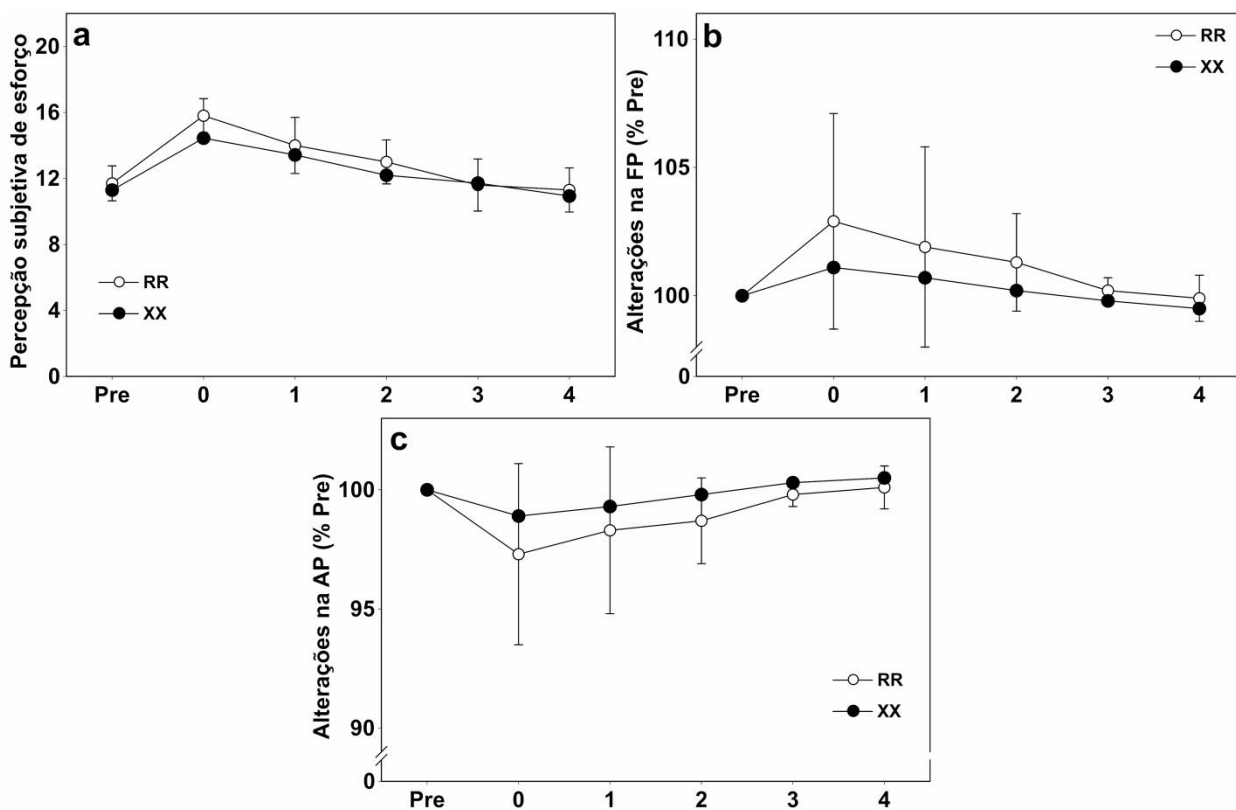 a
Percepção subjetiva de esforço
20
16
12
8
4
0
RR
XX
Pre 0 1 2 3 4
b
Alterações na FP (% Pre)
110
105
100
0
RR
XX
Pre 0 1 2 3 4
c
Alterações na AP (% Pre)
100
95
90
0
RR
XX
Pre 0 1 2 3 4